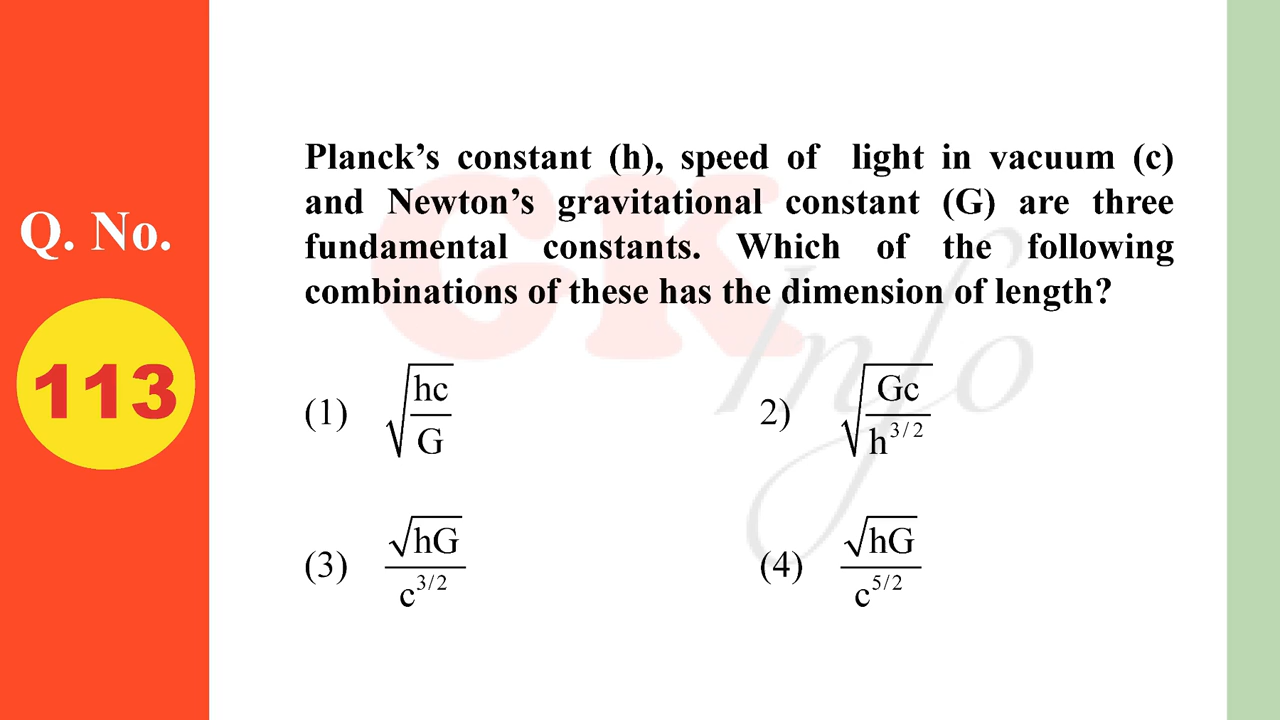 Q. No.
113
Planck’s constant (h), speed of light in vacuum (c)
and Newton’s gravitational constant (G) are three
fundamental constants. Which of the following
combinations of these has the dimension of length?
(1) √(hc/G) 2) √(Gc/h^3/2)
(3) √hG/c^3/2 (4) √hG/c^5/2
GK
Info